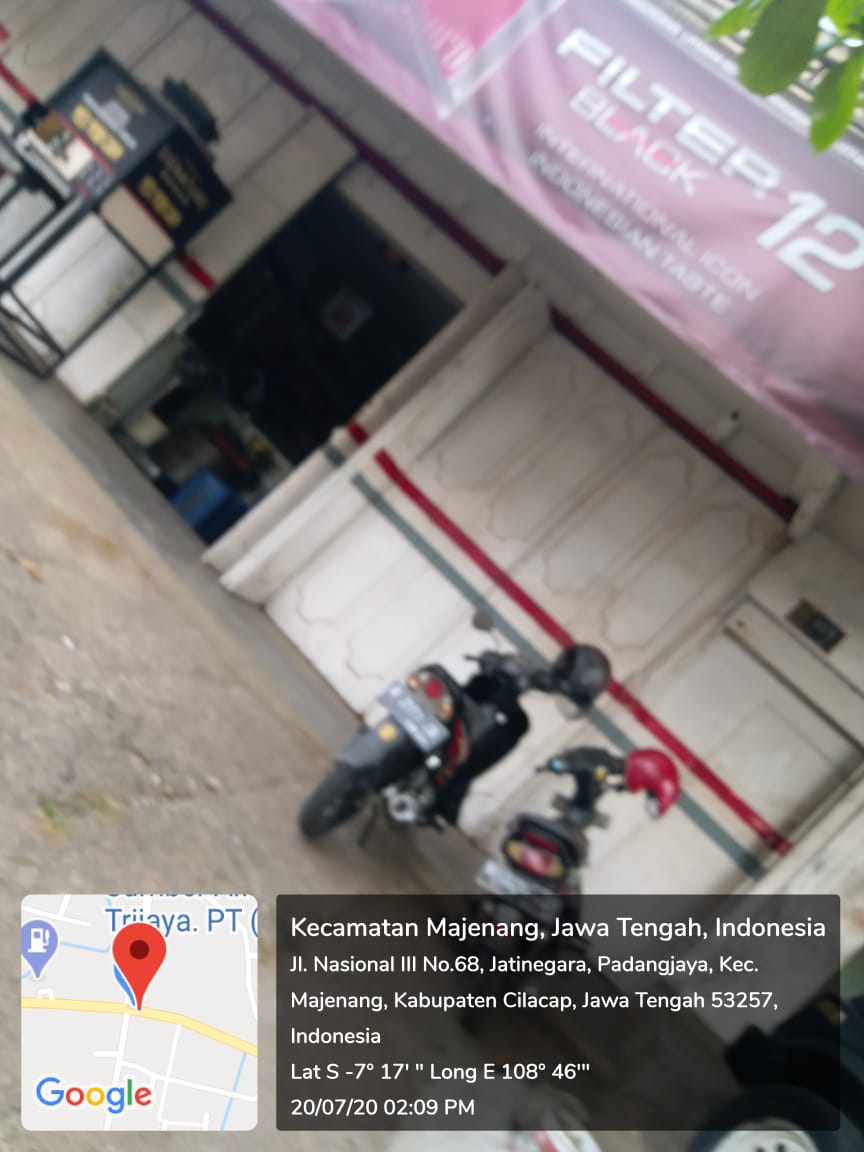 FILTER 12
BLACK
INTERNATIONAL ICON
INDONESIAN TASTE
Trijaya. PT (
Google
Kecamatan Majenang, Jawa Tengah, Indonesia
Jl. Nasional III No.68, Jatinegara, Padangjaya, Kec.
Majenang, Kabupaten Cilacap, Jawa Tengah 53257,
Indonesia
Lat S -7° 17' '' Long E 108° 46'''
20/07/20 02:09 PM